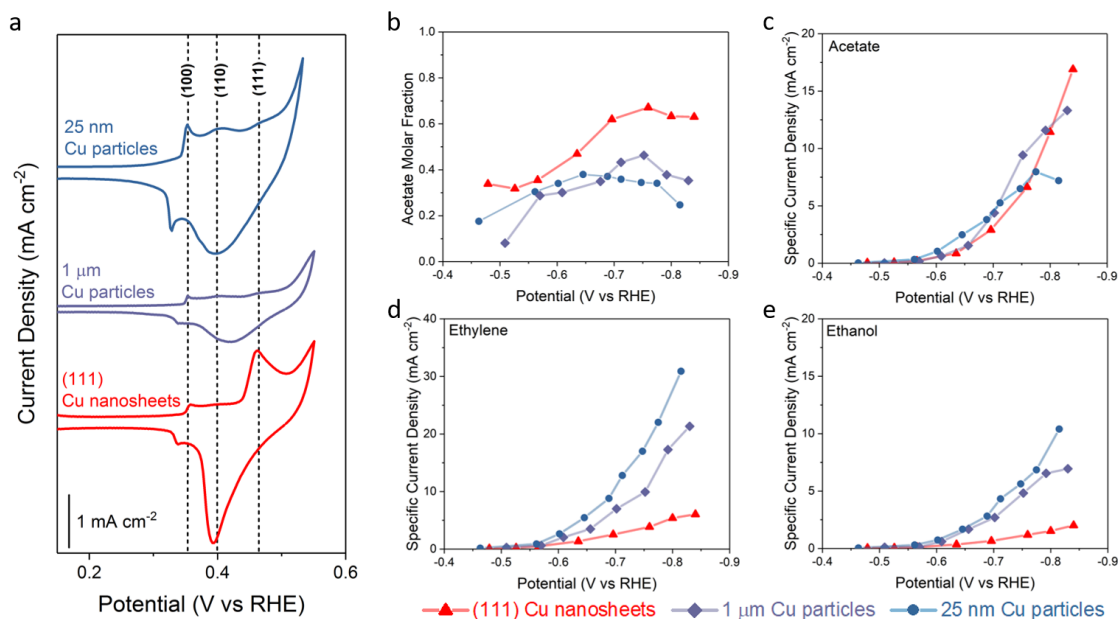 a
Current Density (mA cm⁻²)
(100)
(110)
(111)
25 nm
Cu particles
1 μm
Cu particles
(111)
Cu nanosheets
1 mA cm⁻²
0.2
0.4
0.6
Potential (V vs RHE)
b
Acetate Molar Fraction
1.0
0.8
0.6
0.4
0.2
0.0
-0.4
-0.5
-0.6
-0.7
-0.8
-0.9
Potential (V vs RHE)
c
Acetate
Specific Current Density (mA cm⁻²)
20
15
10
5
0
-0.4
-0.5
-0.6
-0.7
-0.8
-0.9
Potential (V vs RHE)
d
Ethylene
Specific Current Density (mA cm⁻²)
40
30
20
10
0
-0.4
-0.5
-0.6
-0.7
-0.8
-0.9
Potential (V vs RHE)
e
Ethanol
Specific Current Density (mA cm⁻²)
20
15
10
5
0
-0.4
-0.5
-0.6
-0.7
-0.8
-0.9
Potential (V vs RHE)
(111) Cu nanosheets
1 μm Cu particles
25 nm Cu particles